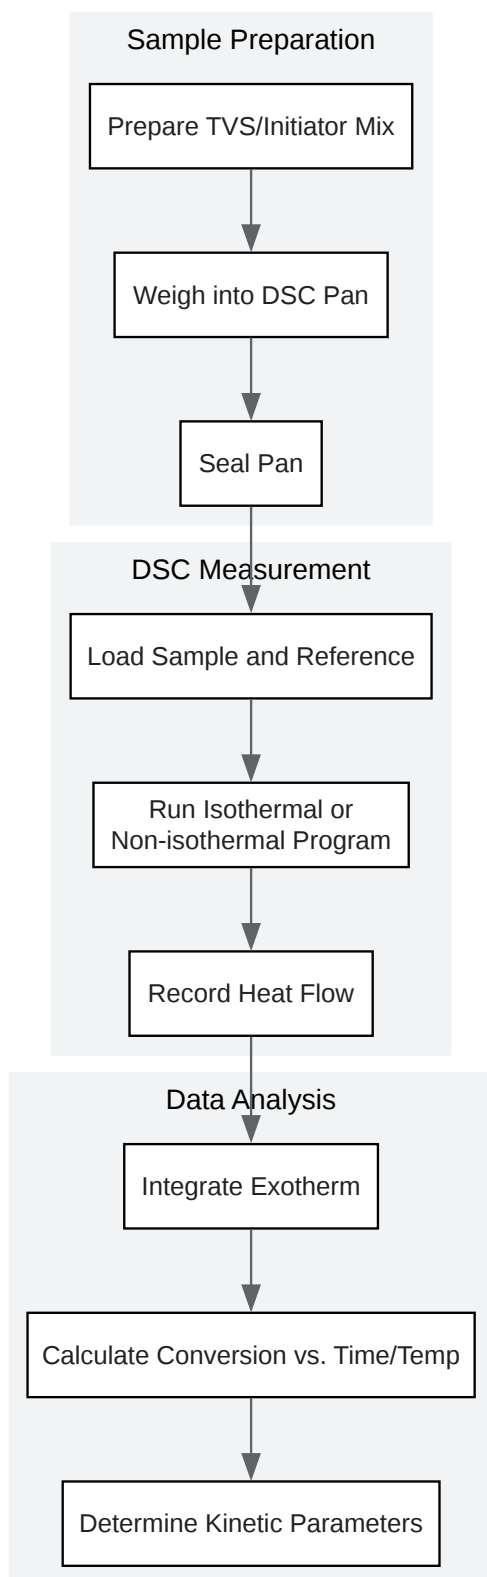 Sample Preparation
Prepare TVS/Initiator Mix
Weigh into DSC Pan
Seal Pan
DSC Measurement
Load Sample and Reference
Run Isothermal or
Non-isothermal Program
Record Heat Flow
Data Analysis
Integrate Exotherm
Calculate Conversion vs. Time/Temp
Determine Kinetic Parameters